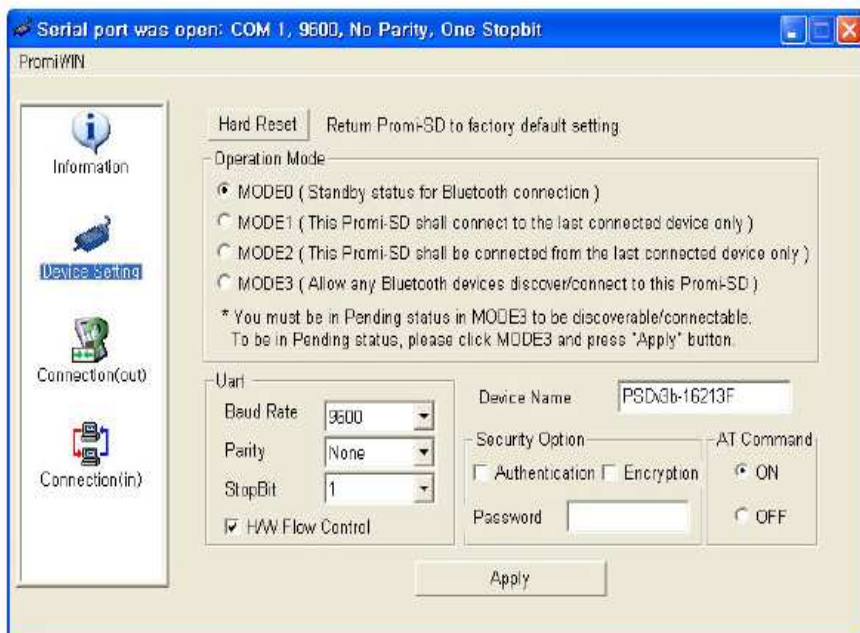 Serial port was open: COM 1, 9600, No Parity, One Stopbit
PromiWIN
Information
Device Setting
Connection(out)
Connection(in)
Hard Reset
Return Promi-SD to factory default setting
Operation Mode
MODE0 ( Standby status for Bluetooth connection )
MODE1 ( This Promi-SD shall connect to the last connected device only )
MODE2 ( This Promi-SD shall be connected from the last connected device only )
MODE3 ( Allow any Bluetooth devices discover/connect to this Promi-SD )
* You must be in Pending status in MODE3 to be discoverable/connectable.
To be in Pending status, please click MODE3 and press "Apply" button.
Uart
Baud Rate 9600
Parity None
StopBit 1
H/W Flow Control
Device Name PSDv3b-16213F
Security Option
Authentication Encryption
Password
AT Command
ON
OFF
Apply